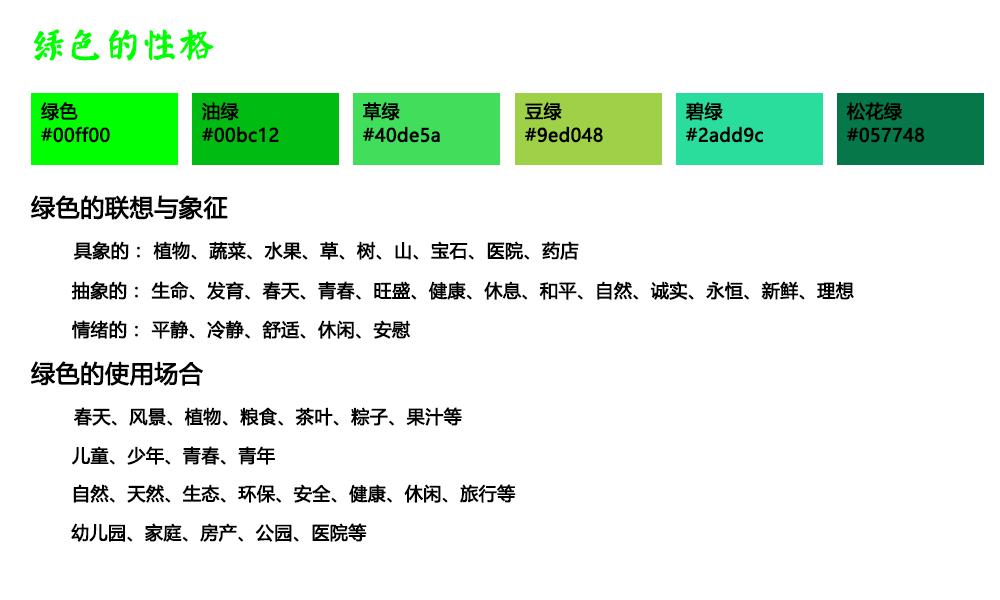 绿色的性格
绿色 油绿 草绿 豆绿 碧绿 松花绿
#00ff00 #00bc12 #40de5a #9ed048 #2add9c #057748
绿色的联想与象征
具象的： 植物、蔬菜、水果、草、树、山、宝石、医院、药店
抽象的： 生命、发育、春天、青春、旺盛、健康、休息、和平、自然、诚实、永恒、新鲜、理想
情绪的： 平静、冷静、舒适、休闲、安慰
绿色的使用场合
春天、风景、植物、粮食、茶叶、粽子、果汁等
儿童、少年、青春、青年
自然、天然、生态、环保、安全、健康、休闲、旅行等
幼儿园、家庭、房产、公园、医院等